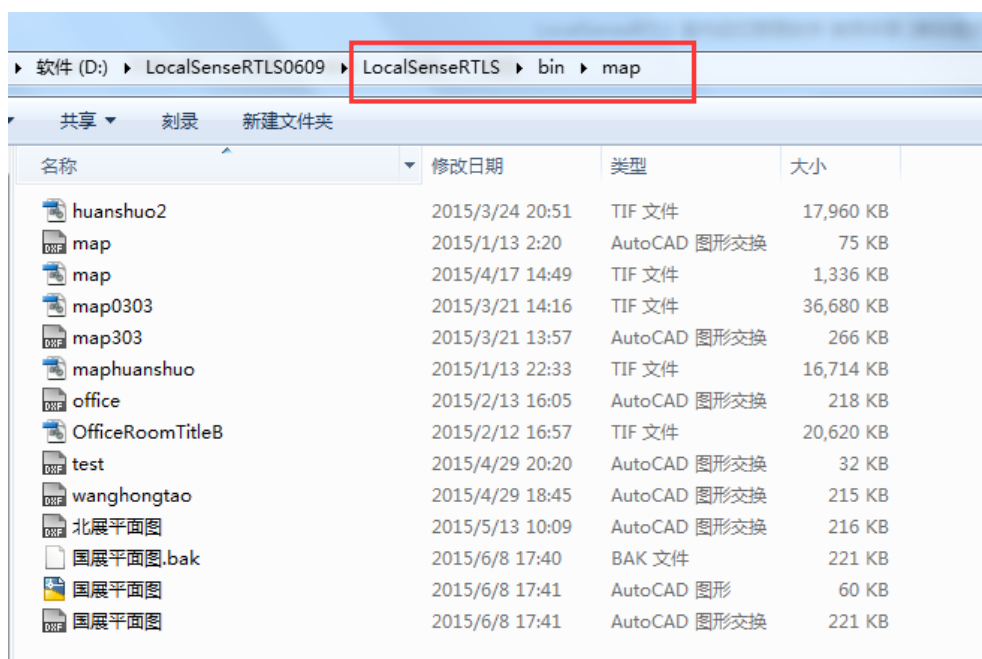 软件 (D:) LocalSenseRTLS0609 LocalSenseRTLS bin map
共享 刻录 新建文件夹
名称 修改日期 类型 大小
huanshuo2 2015/3/24 20:51 TIF 文件 17,960 KB
DXF map 2015/1/13 2:20 AutoCAD 图形交换 75 KB
map 2015/4/17 14:49 TIF 文件 1,336 KB
map0303 2015/3/21 14:16 TIF 文件 36,680 KB
DXF map303 2015/3/21 13:57 AutoCAD 图形交换 266 KB
maphuanshuo 2015/1/13 22:33 TIF 文件 16,714 KB
DXF office 2015/2/13 16:05 AutoCAD 图形交换 218 KB
OfficeRoomTitleB 2015/2/12 16:57 TIF 文件 20,620 KB
DXF test 2015/4/29 20:20 AutoCAD 图形交换 32 KB
DXF wanghongtao 2015/4/29 18:45 AutoCAD 图形交换 215 KB
DXF 北展平面图 2015/5/13 10:09 AutoCAD 图形交换 216 KB
国展平面图.bak 2015/6/8 17:40 BAK 文件 221 KB
国展平面图 2015/6/8 17:41 AutoCAD 图形 60 KB
DXF 国展平面图 2015/6/8 17:41 AutoCAD 图形交换 221 KB